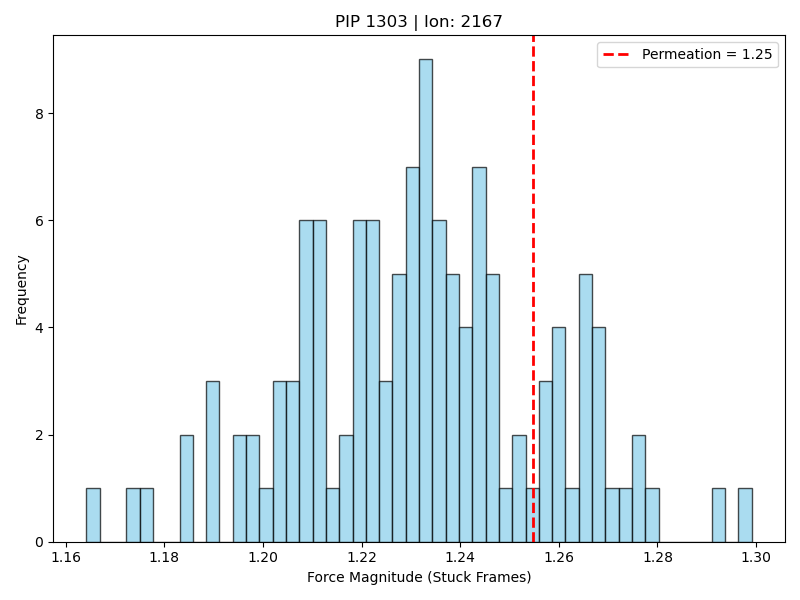 PIP 1303 | Ion: 2167
Permeation = 1.25
Frequency
8
6
4
2
0
1.16 1.18 1.20 1.22 1.24 1.26 1.28 1.30
Force Magnitude (Stuck Frames)